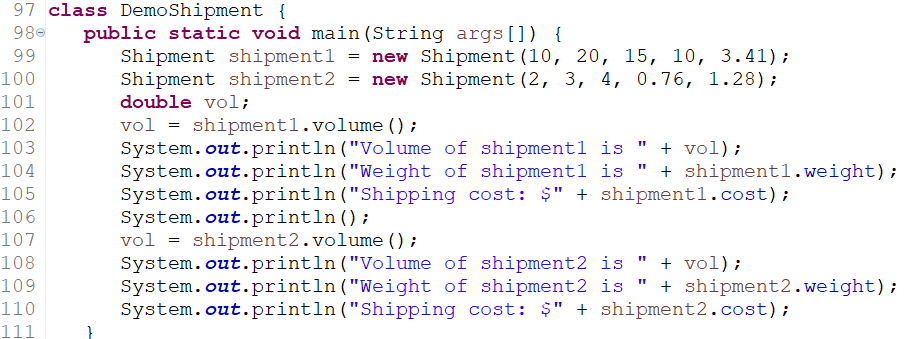 97 class DemoShipment {
98 public static void main(String args[]) {
99 Shipment shipment1 = new Shipment(10, 20, 15, 10, 3.41);
100 Shipment shipment2 = new Shipment(2, 3, 4, 0.76, 1.28);
101 double vol;
102 vol = shipment1.volume();
103 System.out.println("Volume of shipment1 is " + vol);
104 System.out.println("Weight of shipment1 is " + shipment1.weight);
105 System.out.println("Shipping cost: $" + shipment1.cost);
106 System.out.println();
107 vol = shipment2.volume();
108 System.out.println("Volume of shipment2 is " + vol);
109 System.out.println("Weight of shipment2 is " + shipment2.weight);
110 System.out.println("Shipping cost: $" + shipment2.cost);
111 }